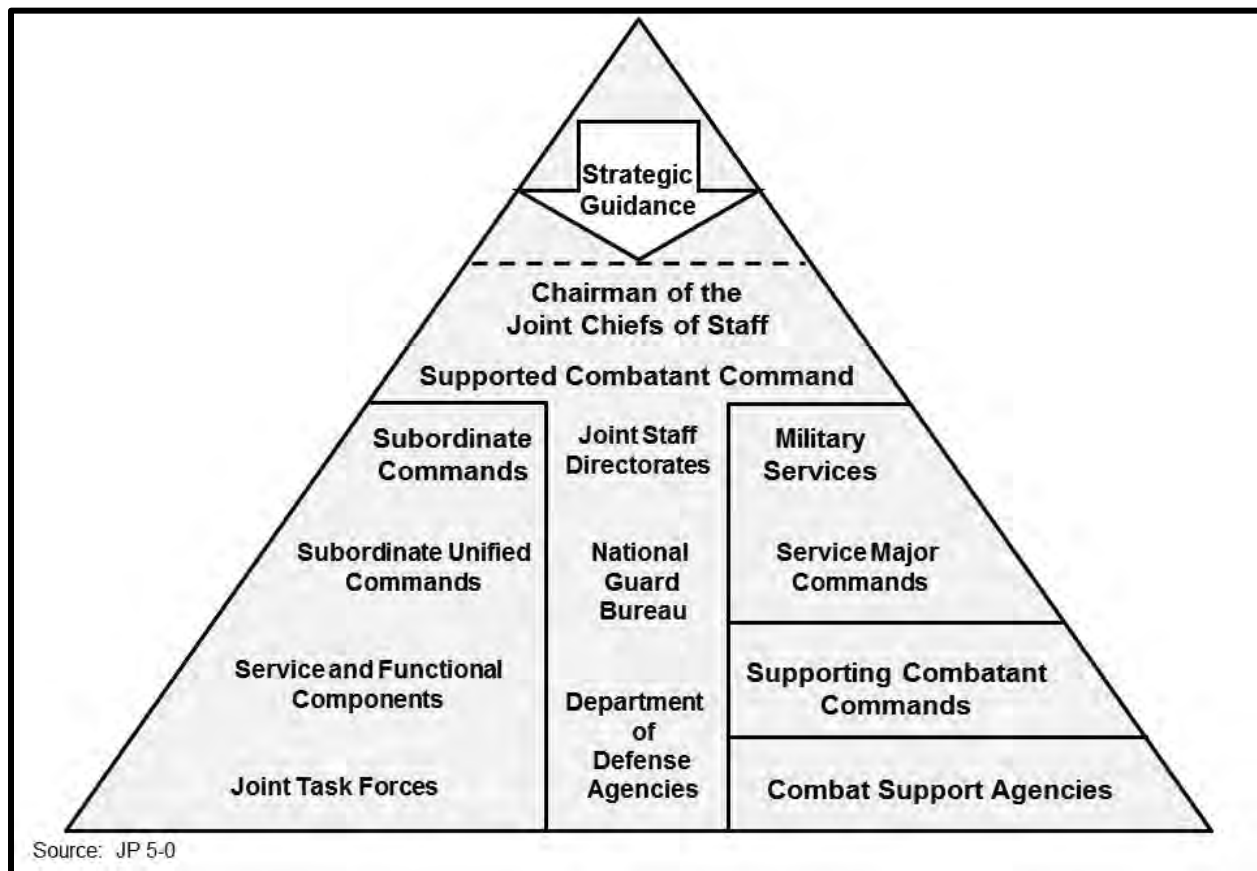 Strategic
Guidance
Chairman of the
Joint Chiefs of Staff
Supported Combatant Command
Subordinate
Commands
Subordinate Unified
Commands
Service and Functional
Components
Joint Task Forces
Joint Staff
Directorates
National
Guard
Bureau
Department
of
Defense
Agencies
Military
Services
Service Major
Commands
Supporting Combatant
Commands
Combat Support Agencies
Source: JP 5-0